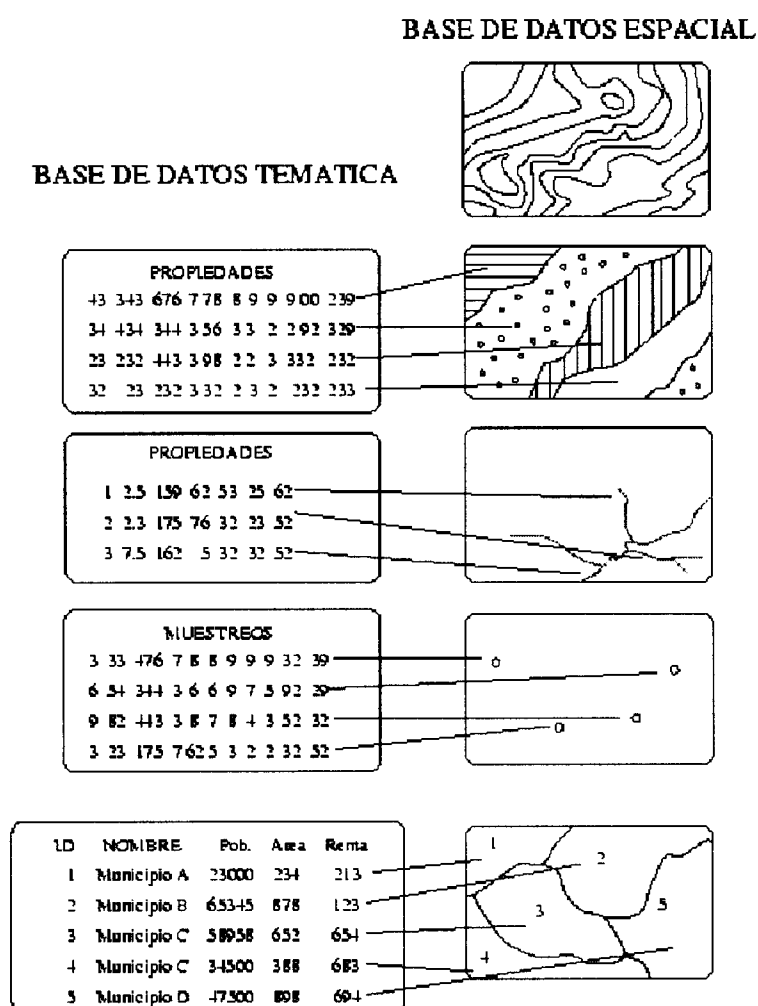 BASE DE DATOS ESPACIAL
BASE DE DATOS TEMATICA
PROPIEDADES
43 343 676 778 8 9 9 900 239
34 434 344 356 33 2 292 329
23 232 443 398 22 3 332 232
32 23 232 332 2 3 2 232 233
PROPIEDADES
1 2.5 159 62 53 25 62
2 2.3 175 76 32 23 52
3 7.5 162 5 32 32 52
MUESTREOS
3 33 476 7 8 8 9 9 9 32 39
6 54 344 3 6 6 9 7 5 92 29
9 82 443 3 8 7 8 4 3 52 32
3 23 175 7625 3 2 2 32 52
ID NOMBRE Pob. Area Renta
1 Municipio A 23000 234 213
2 Municipio B 65345 878 123
3 Municipio C 58958 652 654
4 Municipio C 34500 388 683
5 Municipio D 47500 898 694
1
2
3
5
4